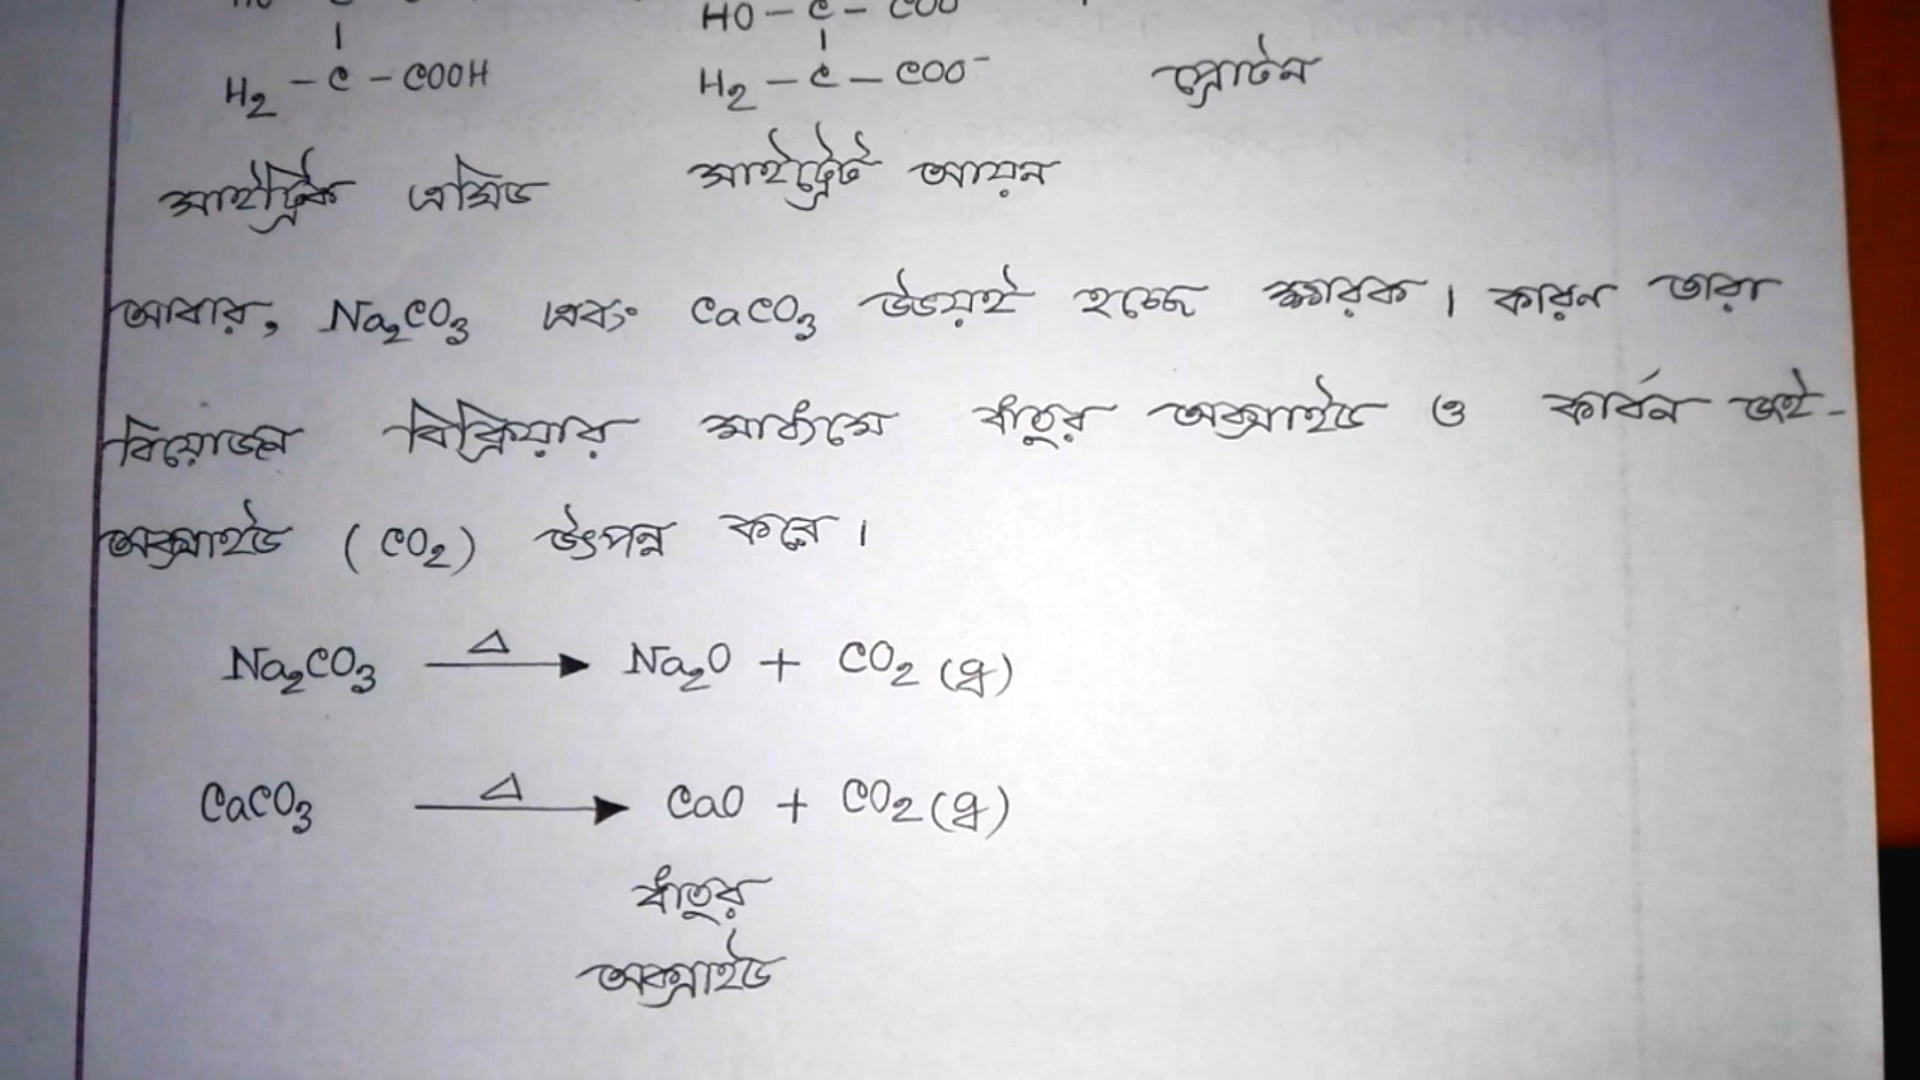 HO – C – COO
H₂ – C – COOH H₂ – C – COO⁻ প্রোটন
সাইট্রিক এসিড সাইট্রেট আয়ন
আবার, Na₂CO₃ এবং CaCO₃ উভয়ই হচ্ছে ক্ষারক। কারন তারা
বিয়োজন বিক্রিয়ার মাধ্যমে ধাতুর অক্সাইড ও কার্বন ডাই-
অক্সাইড (CO₂) উৎপন্ন করে।
Na₂CO₃ —Δ→ Na₂O + CO₂ (g)
CaCO₃ —Δ→ CaO + CO₂ (g)
ধাতুর
অক্সাইড